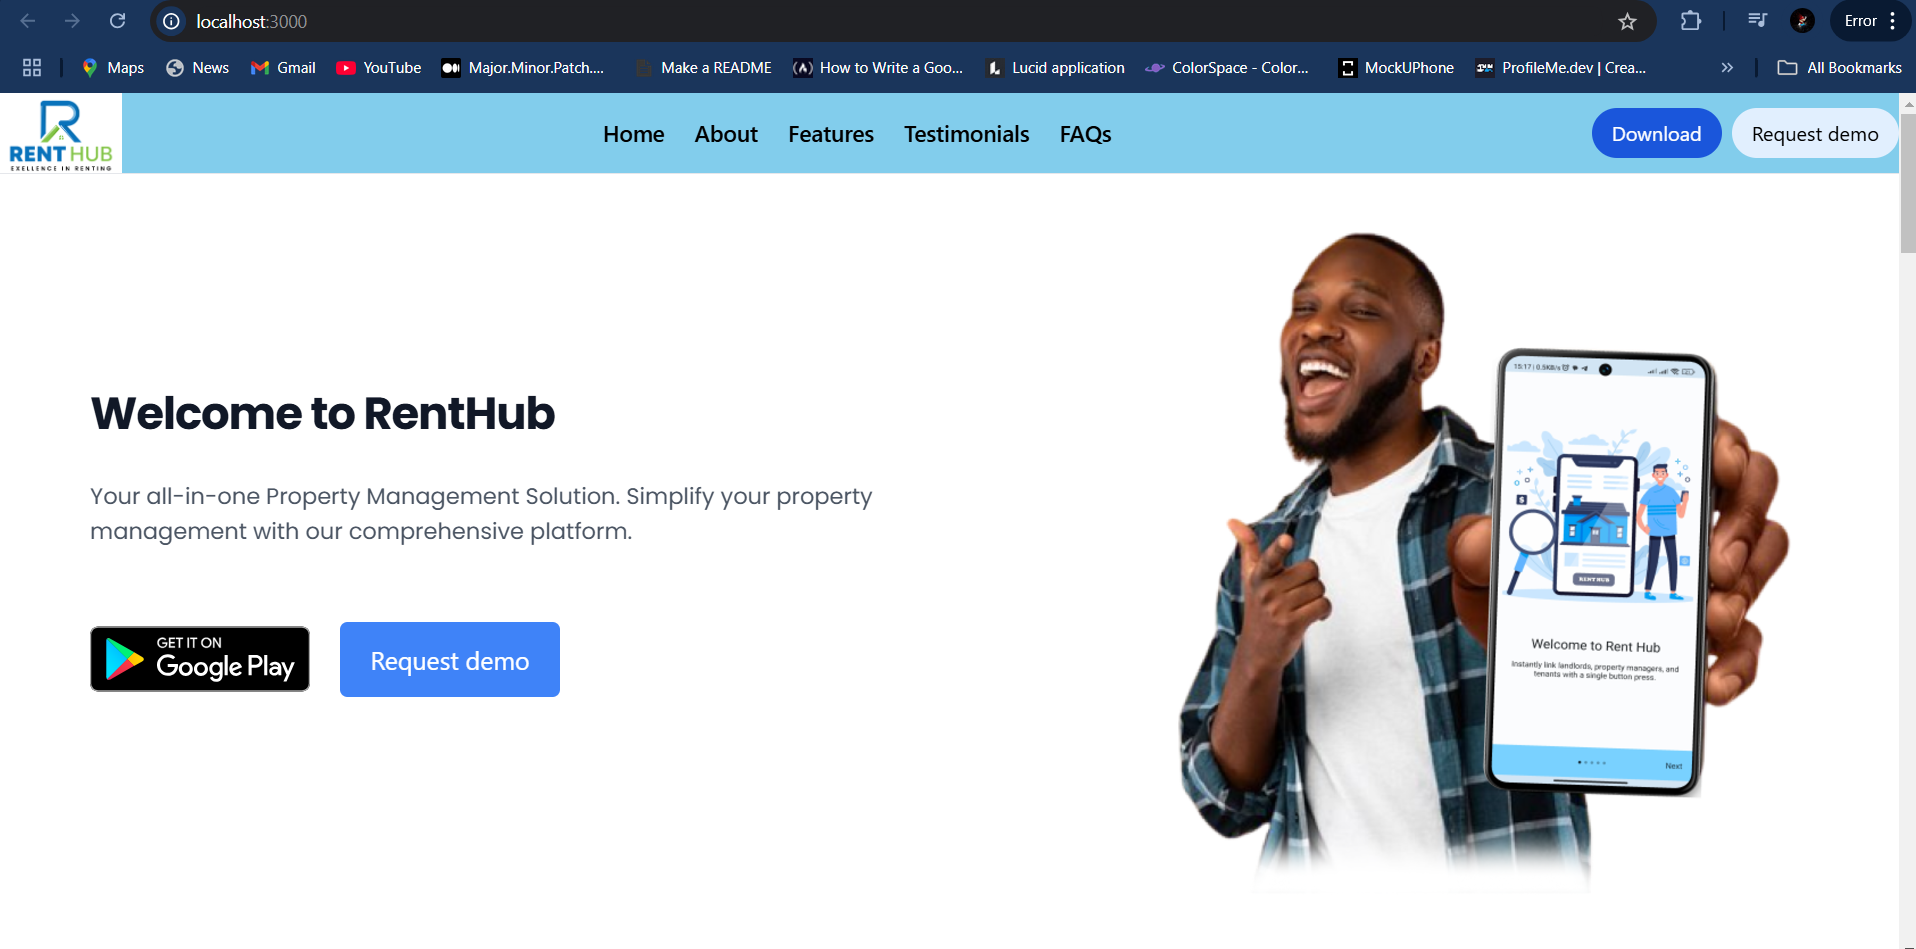 localhost:3000
Error
Maps
News
Gmail
YouTube
Major.Minor.Patch....
Make a README
How to Write a Goo...
Lucid application
ColorSpace - Color...
MockUPhone
ProfileMe.dev | Crea...
All Bookmarks
RENT HUB
EXELLENCE IN RENTING
Home
About
Features
Testimonials
FAQs
Download
Request demo
Welcome to RentHub
Your all-in-one Property Management Solution. Simplify your property
management with our comprehensive platform.
GET IT ON
Google Play
Request demo
15:17 | 0.5KB/s
RENT HUB
Welcome to Rent Hub
Instantly link landlords, property managers, and
tenants with a single button press.
Next